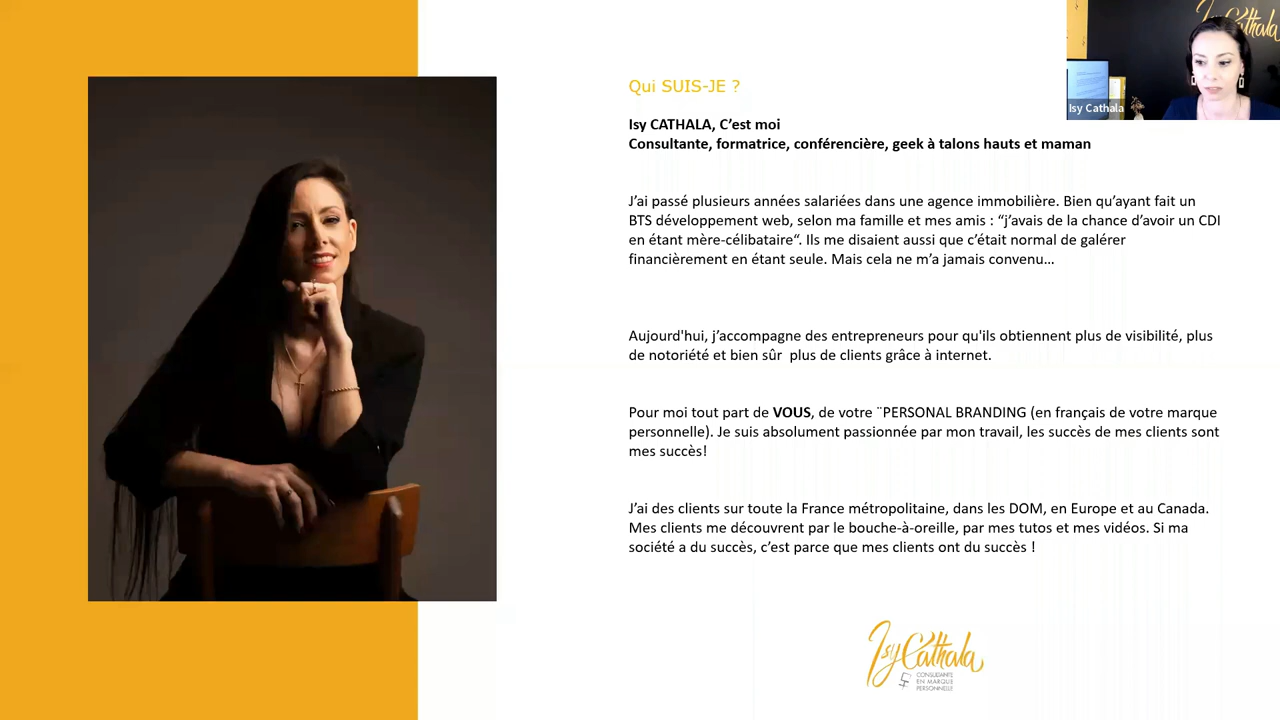 Isy Cathala
Isy Cathala
Qui SUIS-JE ?
Isy CATHALA, C’est moi
Consultante, formatrice, conférencière, geek à talons hauts et maman
J’ai passé plusieurs années salariées dans une agence immobilière. Bien qu’ayant fait un
BTS développement web, selon ma famille et mes amis : “j’avais de la chance d’avoir un CDI
en étant mère-célibataire“. Ils me disaient aussi que c’était normal de galérer
financièrement en étant seule. Mais cela ne m’a jamais convenu…
Aujourd'hui, j’accompagne des entrepreneurs pour qu'ils obtiennent plus de visibilité, plus
de notoriété et bien sûr  plus de clients grâce à internet.
Pour moi tout part de VOUS, de votre ¨PERSONAL BRANDING (en français de votre marque
personnelle). Je suis absolument passionnée par mon travail, les succès de mes clients sont
mes succès!
J’ai des clients sur toute la France métropolitaine, dans les DOM, en Europe et au Canada.
Mes clients me découvrent par le bouche-à-oreille, par mes tutos et mes vidéos. Si ma
société a du succès, c’est parce que mes clients ont du succès !
Isy Cathala
CONSULTANTE
EN MARQUE
PERSONNELLE